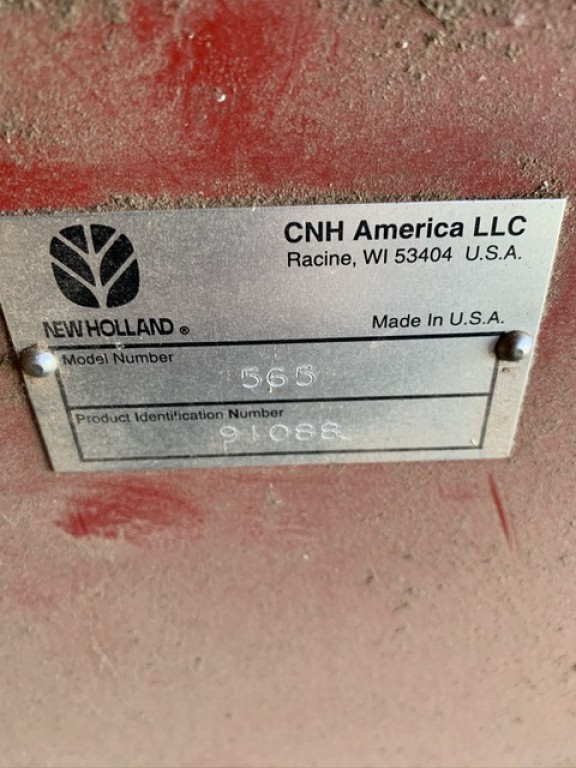 CNH America LLC
Racine, WI 53404 U.S.A.
NEW HOLLAND ®
Made In U.S.A.
Model Number
565
Product Identification Number
91088